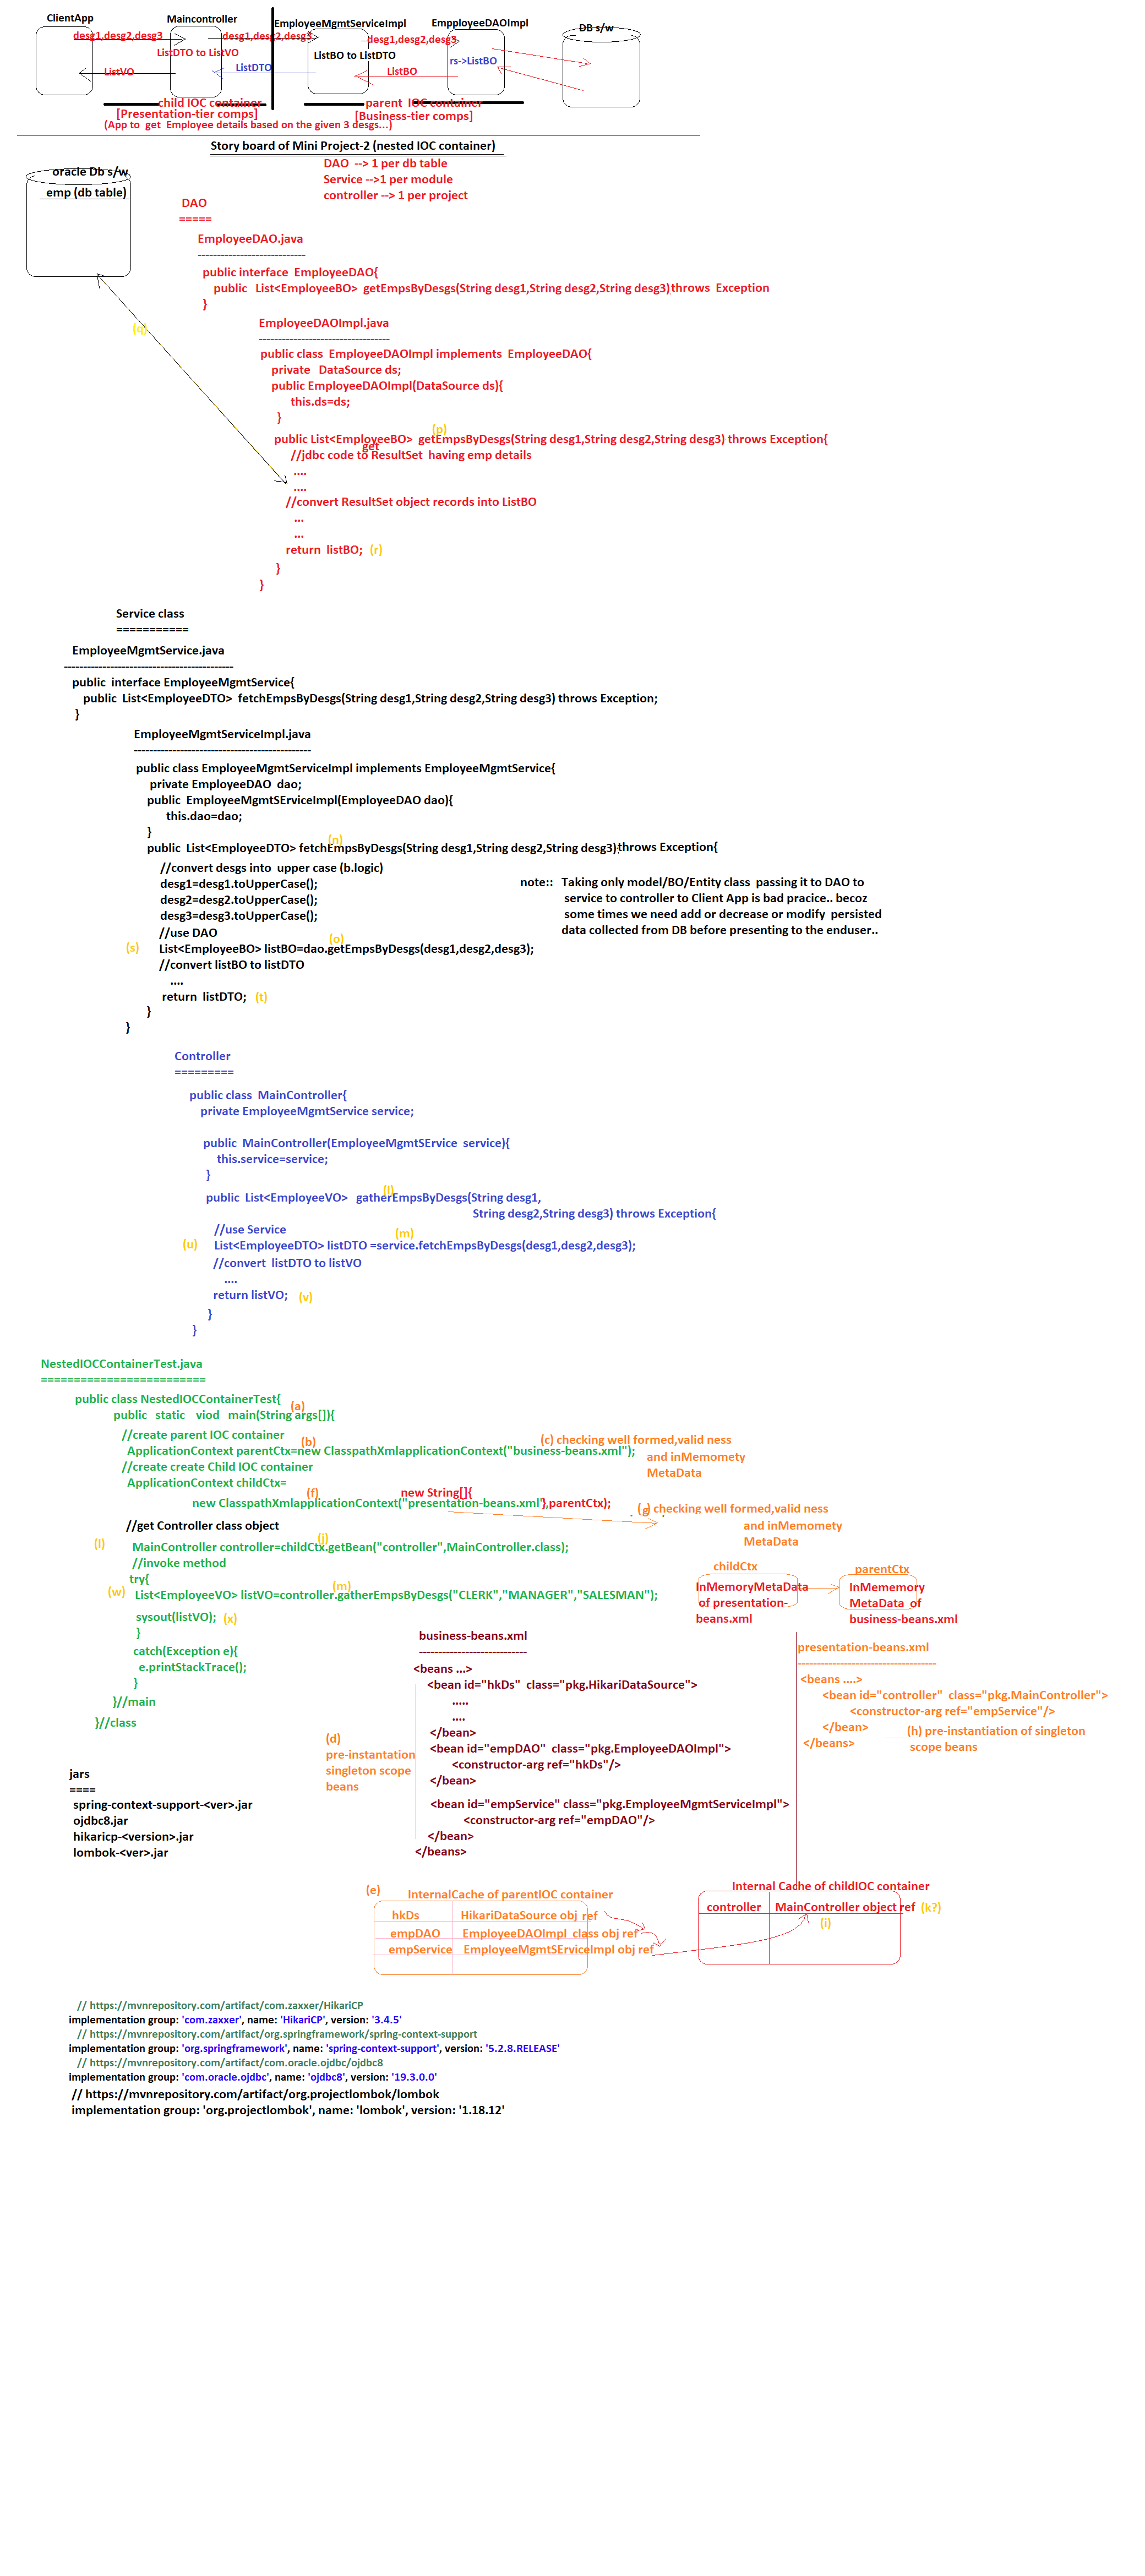 ClientApp
Maincontroller
EmployeeMgmtServiceImpl
EmpployeeDAOImpl
DB s/w
desg1,desg2,desg3
desg1,desg2,desg3
desg1,desg2,desg3
ListDTO to ListVO
ListBO to ListDTO
rs->ListBO
ListVO
ListDTO
ListBO
child IOC container
[Presentation-tier comps]
parent IOC container
[Business-tier comps]
(App to get Employee details based on the given 3 desgs...)
Story board of Mini Project-2 (nested IOC container)
oracle Db s/w
emp (db table)
DAO --> 1 per db table
Service -->1 per module
controller --> 1 per project
DAO
=====
EmployeeDAO.java
----------------------------
public interface EmployeeDAO{
public List<EmployeeBO> getEmpsByDesgs(String desg1,String desg2,String desg3)throws Exception
}
(q)
EmployeeDAOImpl.java
----------------------------------
public class EmployeeDAOImpl implements EmployeeDAO{
private DataSource ds;
public EmployeeDAOImpl(DataSource ds){
this.ds=ds;
}
(p)
public List<EmployeeBO> getEmpsByDesgs(String desg1,String desg2,String desg3) throws Exception{
get
//jdbc code to ResultSet having emp details
....
....
//convert ResultSet object records into ListBO
...
...
return listBO; (r)
}
}
Service class
===========
EmployeeMgmtService.java
--------------------------------------------
public interface EmployeeMgmtService{
public List<EmployeeDTO> fetchEmpsByDesgs(String desg1,String desg2,String desg3) throws Exception;
}
EmployeeMgmtServiceImpl.java
----------------------------------------------
public class EmployeeMgmtServiceImpl implements EmployeeMgmtService{
private EmployeeDAO dao;
public EmployeeMgmtSErviceImpl(EmployeeDAO dao){
this.dao=dao;
}
(n)
public List<EmployeeDTO> fetchEmpsByDesgs(String desg1,String desg2,String desg3)throws Exception{
//convert desgs into upper case (b.logic)
desg1=desg1.toUpperCase();
desg2=desg2.toUpperCase();
desg3=desg3.toUpperCase();
//use DAO
(o)
(s) List<EmployeeBO> listBO=dao.getEmpsByDesgs(desg1,desg2,desg3);
//convert listBO to listDTO
....
return listDTO; (t)
}
}
note:: Taking only model/BO/Entity class passing it to DAO to
service to controller to Client App is bad pracice.. becoz
some times we need add or decrease or modify persisted
data collected from DB before presenting to the enduser..
Controller
=========
public class MainController{
private EmployeeMgmtService service;
public MainController(EmployeeMgmtSErvice service){
this.service=service;
}
(l)
public List<EmployeeVO> gatherEmpsByDesgs(String desg1,
String desg2,String desg3) throws Exception{
//use Service
(m)
(u) List<EmployeeDTO> listDTO =service.fetchEmpsByDesgs(desg1,desg2,desg3);
//convert listDTO to listVO
....
return listVO; (v)
}
}
NestedIOCContainerTest.java
=========================
public class NestedIOCContainerTest{
(a)
public static viod main(String args[]){
//create parent IOC container
(b)
ApplicationContext parentCtx=new ClasspathXmlapplicationContext("business-beans.xml");
(c) checking well formed,valid ness
and inMemomety
MetaData
//create create Child IOC container
ApplicationContext childCtx=
(f)
new String[]{
new ClasspathXmlapplicationContext("presentation-beans.xml"},parentCtx);
(g) checking well formed,valid ness
and inMemomety
MetaData
//get Controller class object
(j)
(l) MainController controller=childCtx.getBean("controller",MainController.class);
//invoke method
try{
(m)
(w) List<EmployeeVO> listVO=controller.gatherEmpsByDesgs("CLERK","MANAGER","SALESMAN");
sysout(listVO); (x)
}
catch(Exception e){
e.printStackTrace();
}
}//main
}//class
childCtx
InMemoryMetaData
of presentation-
beans.xml
parentCtx
InMememory
MetaData of
business-beans.xml
business-beans.xml
----------------------------
<beans ...>
<bean id="hkDs" class="pkg.HikariDataSource">
.....
....
</bean>
<bean id="empDAO" class="pkg.EmployeeDAOImpl">
<constructor-arg ref="hkDs"/>
</bean>
<bean id="empService" class="pkg.EmployeeMgmtServiceImpl">
<constructor-arg ref="empDAO"/>
</bean>
</beans>
(d)
pre-instantation
singleton scope
beans
presentation-beans.xml
------------------------------------
<beans ....>
<bean id="controller" class="pkg.MainController">
<constructor-arg ref="empService"/>
</bean>
</beans>
(h) pre-instantiation of singleton
scope beans
jars
====
spring-context-support-<ver>.jar
ojdbc8.jar
hikaricp-<version>.jar
lombok-<ver>.jar
(e)
InternalCache of parentIOC container
hkDs HikariDataSource obj ref
empDAO EmployeeDAOImpl class obj ref
empService EmployeeMgmtSErviceImpl obj ref
Internal Cache of childIOC container
controller MainController object ref (k?)
(i)
// https://mvnrepository.com/artifact/com.zaxxer/HikariCP
implementation group: 'com.zaxxer', name: 'HikariCP', version: '3.4.5'
// https://mvnrepository.com/artifact/org.springframework/spring-context-support
implementation group: 'org.springframework', name: 'spring-context-support', version: '5.2.8.RELEASE'
// https://mvnrepository.com/artifact/com.oracle.ojdbc/ojdbc8
implementation group: 'com.oracle.ojdbc', name: 'ojdbc8', version: '19.3.0.0'
// https://mvnrepository.com/artifact/org.projectlombok/lombok
implementation group: 'org.projectlombok', name: 'lombok', version: '1.18.12'